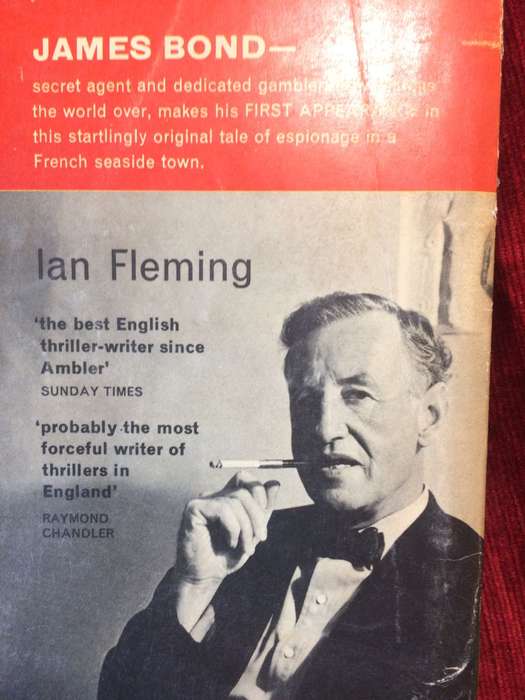 JAMES BOND—
secret agent and dedicated gambler
the world over, makes his FIRST APPEARANCE in
this startlingly original tale of espionage in a
French seaside town.
Ian Fleming
‘the best English
thriller-writer since
Ambler’
SUNDAY TIMES
‘probably the most
forceful writer of
thrillers in
England’
RAYMOND
CHANDLER